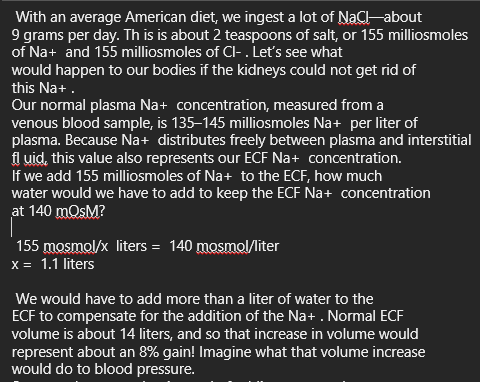 With an average American diet, we ingest a lot of NaCl—about
9 grams per day. Th is is about 2 teaspoons of salt, or 155 milliosmoles
of Na+  and 155 milliosmoles of Cl- . Let's see what
would happen to our bodies if the kidneys could not get rid of
this Na+ .
Our normal plasma Na+  concentration, measured from a
venous blood sample, is 135–145 milliosmoles Na+  per liter of
plasma. Because Na+  distributes freely between plasma and interstitial
fl uid, this value also represents our ECF Na+  concentration.
If we add 155 milliosmoles of Na+  to the ECF, how much
water would we have to add to keep the ECF Na+  concentration
at 140 mOsM?
155 mosmol/x  liters =  140 mosmol/liter
x =  1.1 liters
We would have to add more than a liter of water to the
ECF to compensate for the addition of the Na+ . Normal ECF
volume is about 14 liters, and so that increase in volume would
represent about an 8% gain! Imagine what that volume increase
would do to blood pressure.